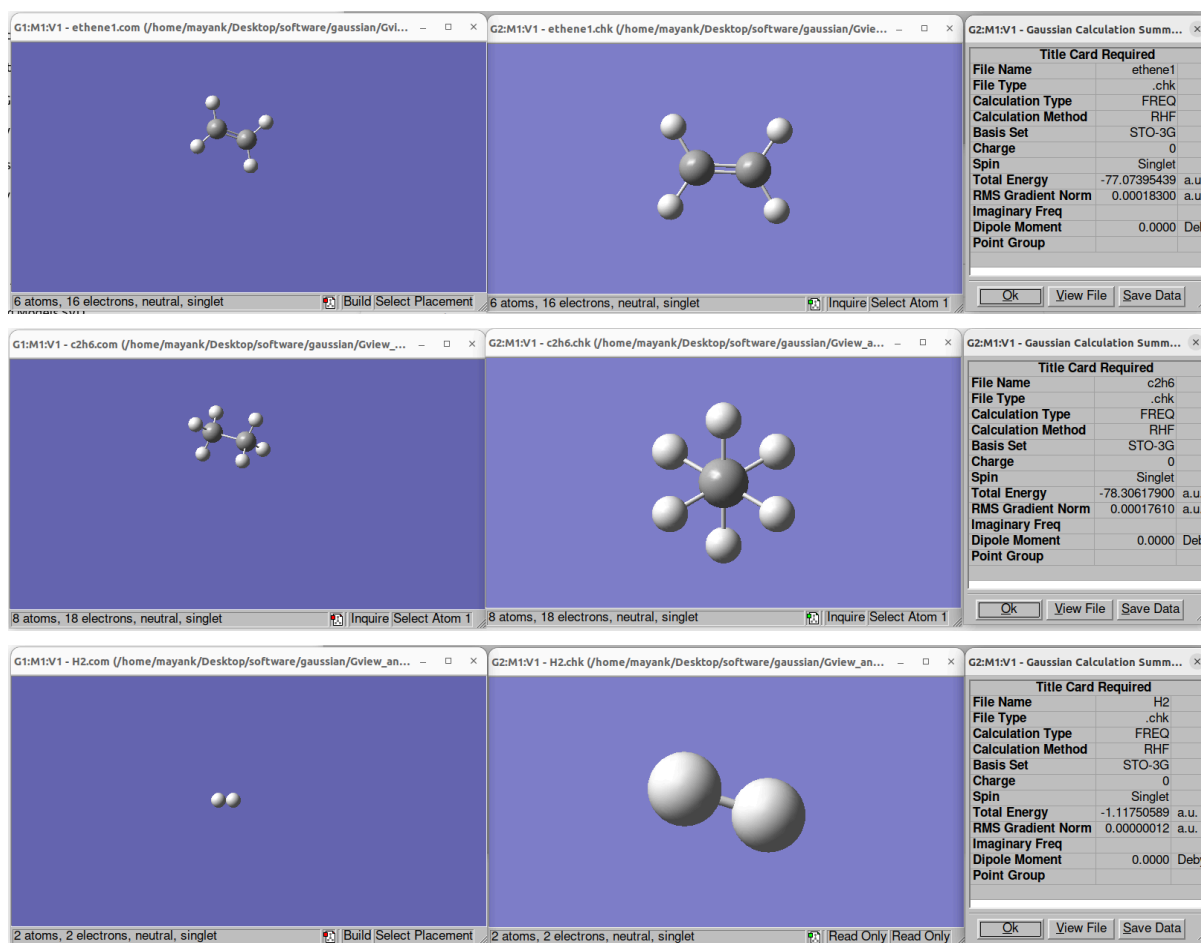 G1:M1:V1 - ethene1.com (/home/mayank/Desktop/software/gaussian/Gvi...
G2:M1:V1 - ethene1.chk (/home/mayank/Desktop/software/gaussian/Gvie...
G2:M1:V1 - Gaussian Calculation Summ...
Title Card Required
File Name ethene1
File Type .chk
Calculation Type FREQ
Calculation Method RHF
Basis Set STO-3G
Charge 0
Spin Singlet
Total Energy -77.07395439 a.u
RMS Gradient Norm 0.00018300 a.u
Imaginary Freq
Dipole Moment 0.0000 Deb
Point Group
Ok View File Save Data
6 atoms, 16 electrons, neutral, singlet Build Select Placement
6 atoms, 16 electrons, neutral, singlet Inquire Select Atom 1
G1:M1:V1 - c2h6.com (/home/mayank/Desktop/software/gaussian/Gview_...
G2:M1:V1 - c2h6.chk (/home/mayank/Desktop/software/gaussian/Gview_a...
G2:M1:V1 - Gaussian Calculation Summ...
Title Card Required
File Name c2h6
File Type .chk
Calculation Type FREQ
Calculation Method RHF
Basis Set STO-3G
Charge 0
Spin Singlet
Total Energy -78.30617900 a.u.
RMS Gradient Norm 0.00017610 a.u.
Imaginary Freq
Dipole Moment 0.0000 Deb
Point Group
Ok View File Save Data
8 atoms, 18 electrons, neutral, singlet Inquire Select Atom 1
8 atoms, 18 electrons, neutral, singlet Inquire Select Atom 1
G1:M1:V1 - H2.com (/home/mayank/Desktop/software/gaussian/Gview_an...
G2:M1:V1 - H2.chk (/home/mayank/Desktop/software/gaussian/Gview_an...
G2:M1:V1 - Gaussian Calculation Summ...
Title Card Required
File Name H2
File Type .chk
Calculation Type FREQ
Calculation Method RHF
Basis Set STO-3G
Charge 0
Spin Singlet
Total Energy -1.11750589 a.u.
RMS Gradient Norm 0.00000012 a.u.
Imaginary Freq
Dipole Moment 0.0000 Deby
Point Group
Ok View File Save Data
2 atoms, 2 electrons, neutral, singlet Build Select Placement
2 atoms, 2 electrons, neutral, singlet Read Only Read Only